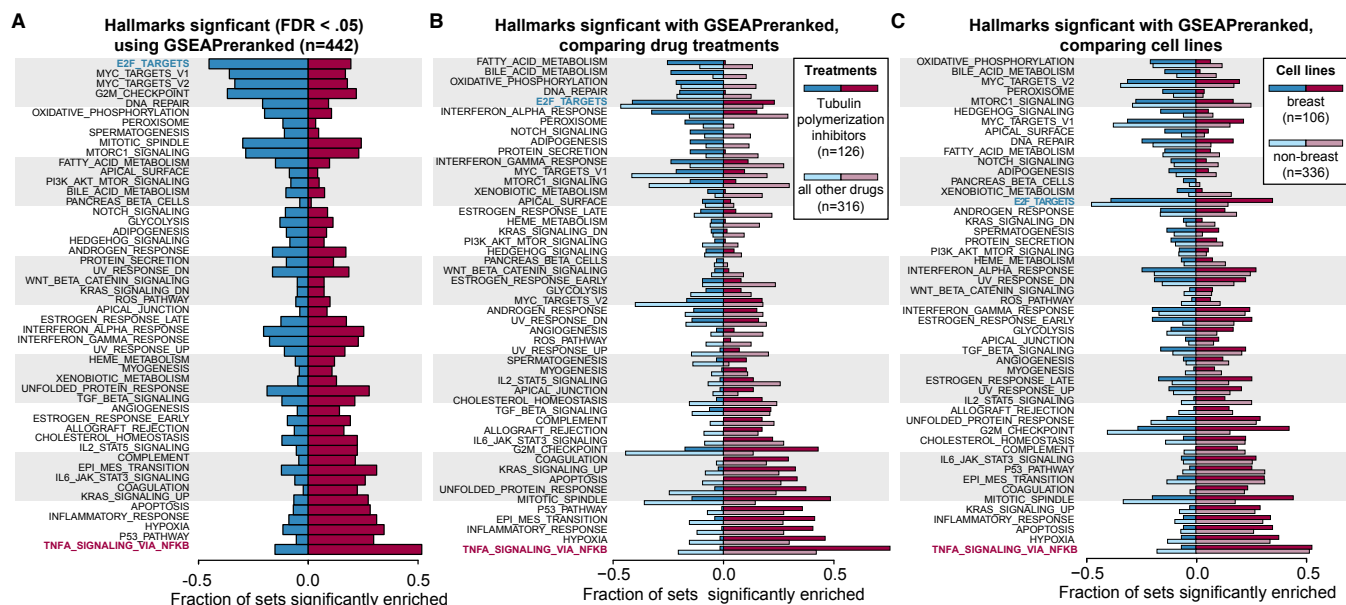 A
Hallmarks signficant (FDR < .05)
using GSEAPreranked (n=442)
E2F_TARGETS
MYC_TARGETS_V1
MYC_TARGETS_V2
G2M_CHECKPOINT
DNA_REPAIR
OXIDATIVE_PHOSPHORYLATION
PEROXISOME
SPERMATOGENESIS
MITOTIC_SPINDLE
MTORC1_SIGNALING
FATTY_ACID_METABOLISM
APICAL_SURFACE
PI3K_AKT_MTOR_SIGNALING
BILE_ACID_METABOLISM
PANCREAS_BETA_CELLS
NOTCH_SIGNALING
GLYCOLYSIS
ADIPOGENESIS
HEDGEHOG_SIGNALING
ANDROGEN_RESPONSE
PROTEIN_SECRETION
UV_RESPONSE_DN
WNT_BETA_CATENIN_SIGNALING
KRAS_SIGNALING_DN
ROS_PATHWAY
APICAL_JUNCTION
ESTROGEN_RESPONSE_LATE
INTERFERON_ALPHA_RESPONSE
INTERFERON_GAMMA_RESPONSE
UV_RESPONSE_UP
HEME_METABOLISM
MYOGENESIS
XENOBIOTIC_METABOLISM
UNFOLDED_PROTEIN_RESPONSE
TGF_BETA_SIGNALING
ANGIOGENESIS
ESTROGEN_RESPONSE_EARLY
ALLOGRAFT_REJECTION
CHOLESTEROL_HOMEOSTASIS
IL2_STAT5_SIGNALING
COMPLEMENT
EPI_MES_TRANSITION
IL6_JAK_STAT3_SIGNALING
COAGULATION
KRAS_SIGNALING_UP
APOPTOSIS
INFLAMMATORY_RESPONSE
HYPOXIA
P53_PATHWAY
TNFA_SIGNALING_VIA_NFKB
-0.5 0.0 0.5
Fraction of sets significantly enriched
B
Hallmarks signficant with GSEAPreranked,
comparing drug treatments
FATTY_ACID_METABOLISM
BILE_ACID_METABOLISM
OXIDATIVE_PHOSPHORYLATION
DNA_REPAIR
E2F_TARGETS
INTERFERON_ALPHA_RESPONSE
PEROXISOME
NOTCH_SIGNALING
ADIPOGENESIS
PROTEIN_SECRETION
INTERFERON_GAMMA_RESPONSE
MYC_TARGETS_V1
MTORC1_SIGNALING
XENOBIOTIC_METABOLISM
APICAL_SURFACE
ESTROGEN_RESPONSE_LATE
HEME_METABOLISM
KRAS_SIGNALING_DN
PI3K_AKT_MTOR_SIGNALING
HEDGEHOG_SIGNALING
PANCREAS_BETA_CELLS
WNT_BETA_CATENIN_SIGNALING
ESTROGEN_RESPONSE_EARLY
GLYCOLYSIS
MYC_TARGETS_V2
ANDROGEN_RESPONSE
UV_RESPONSE_DN
ANGIOGENESIS
ROS_PATHWAY
UV_RESPONSE_UP
SPERMATOGENESIS
MYOGENESIS
IL2_STAT5_SIGNALING
APICAL_JUNCTION
CHOLESTEROL_HOMEOSTASIS
TGF_BETA_SIGNALING
COMPLEMENT
ALLOGRAFT_REJECTION
IL6_JAK_STAT3_SIGNALING
G2M_CHECKPOINT
COAGULATION
KRAS_SIGNALING_UP
APOPTOSIS
UNFOLDED_PROTEIN_RESPONSE
MITOTIC_SPINDLE
P53_PATHWAY
EPI_MES_TRANSITION
INFLAMMATORY_RESPONSE
HYPOXIA
TNFA_SIGNALING_VIA_NFKB
Treatments
Tubulin
polymerization
inhibitors
(n=126)
all other drugs
(n=316)
-0.5 0.0 0.5
Fraction of sets significantly enriched
C
Hallmarks signficant with GSEAPreranked,
comparing cell lines
OXIDATIVE_PHOSPHORYLATION
BILE_ACID_METABOLISM
MYC_TARGETS_V2
PEROXISOME
MTORC1_SIGNALING
HEDGEHOG_SIGNALING
MYC_TARGETS_V1
APICAL_SURFACE
DNA_REPAIR
FATTY_ACID_METABOLISM
NOTCH_SIGNALING
ADIPOGENESIS
PANCREAS_BETA_CELLS
XENOBIOTIC_METABOLISM
E2F_TARGETS
ANDROGEN_RESPONSE
KRAS_SIGNALING_DN
SPERMATOGENESIS
PROTEIN_SECRETION
PI3K_AKT_MTOR_SIGNALING
HEME_METABOLISM
INTERFERON_ALPHA_RESPONSE
UV_RESPONSE_DN
WNT_BETA_CATENIN_SIGNALING
ROS_PATHWAY
INTERFERON_GAMMA_RESPONSE
ESTROGEN_RESPONSE_EARLY
GLYCOLYSIS
APICAL_JUNCTION
TGF_BETA_SIGNALING
ANGIOGENESIS
MYOGENESIS
ESTROGEN_RESPONSE_LATE
UV_RESPONSE_UP
IL2_STAT5_SIGNALING
ALLOGRAFT_REJECTION
UNFOLDED_PROTEIN_RESPONSE
G2M_CHECKPOINT
CHOLESTEROL_HOMEOSTASIS
COMPLEMENT
IL6_JAK_STAT3_SIGNALING
P53_PATHWAY
EPI_MES_TRANSITION
COAGULATION
MITOTIC_SPINDLE
KRAS_SIGNALING_UP
INFLAMMATORY_RESPONSE
APOPTOSIS
HYPOXIA
TNFA_SIGNALING_VIA_NFKB
Cell lines
breast
(n=106)
non-breast
(n=336)
-0.5 0.0 0.5
Fraction of sets significantly enriched